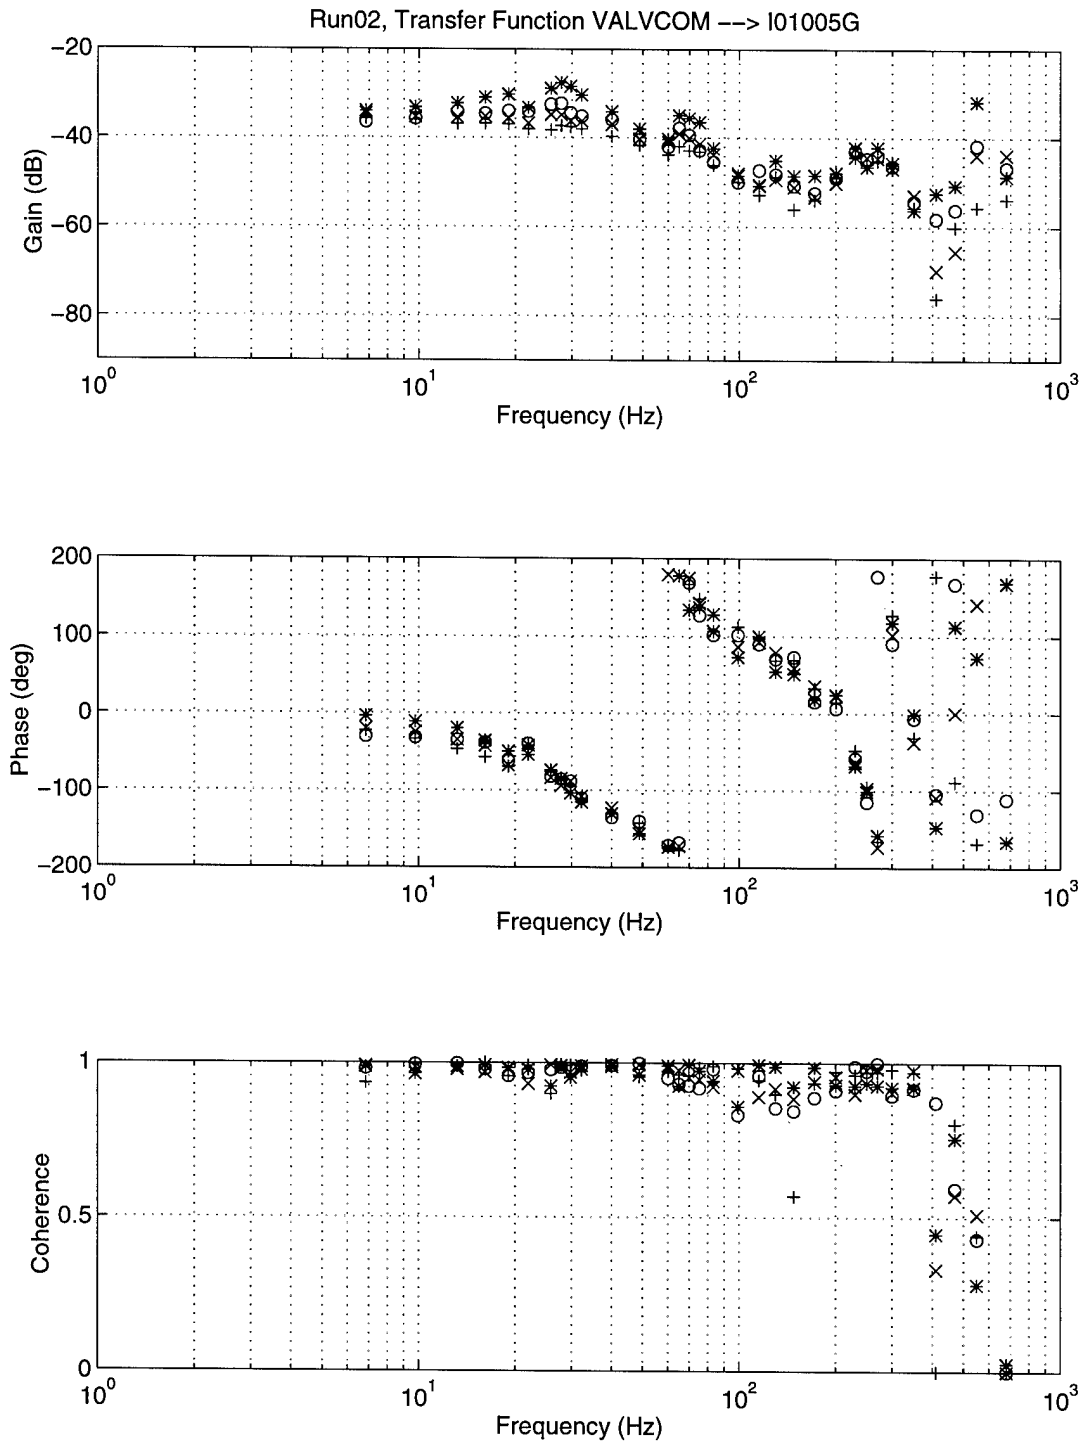 Run02, Transfer Function VALVCOM −−> I01005G
−20
−40
−60
−80
Gain (dB)
10^0 10^1 10^2 10^3
Frequency (Hz)
200
100
0
−100
−200
Phase (deg)
10^0 10^1 10^2 10^3
Frequency (Hz)
1
0.5
0
Coherence
10^0 10^1 10^2 10^3
Frequency (Hz)